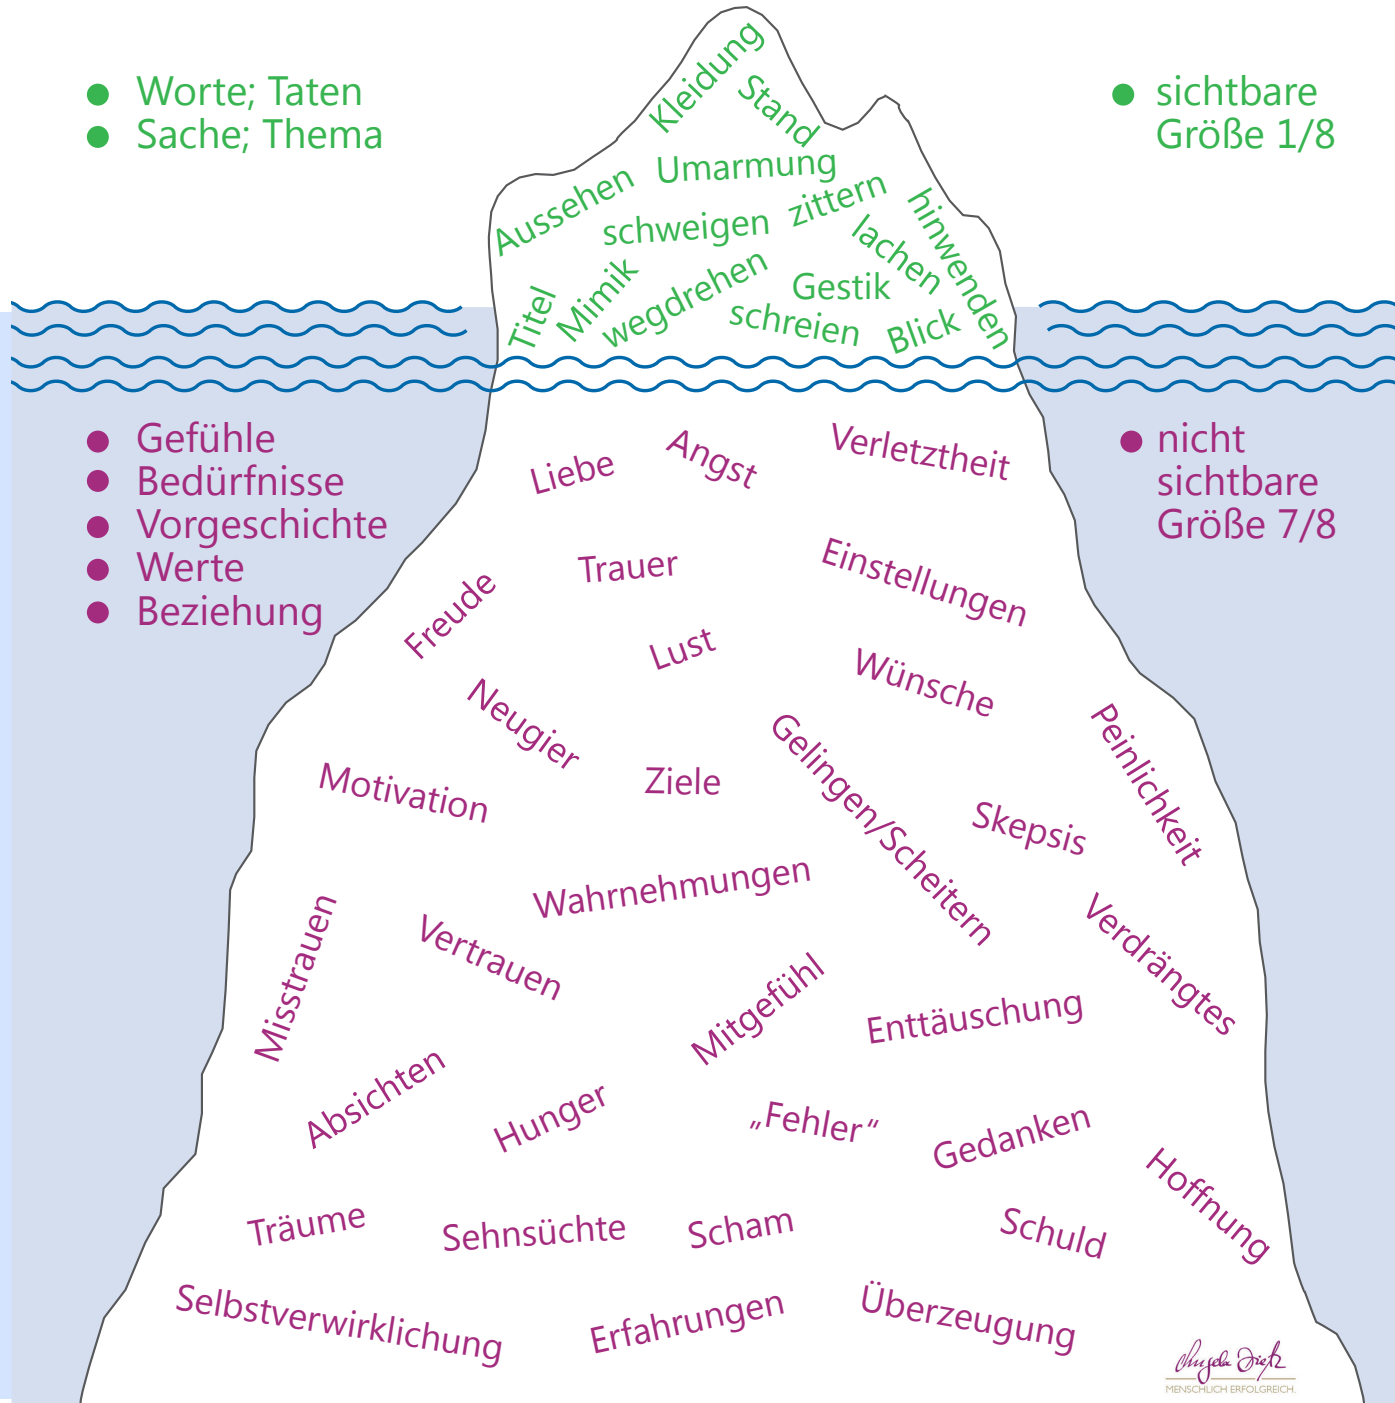 Worte; Taten
Sache; Thema
sichtbare
Größe 1/8
Kleidung
Stand
Umarmung
Aussehen
zittern
hinwenden
schweigen
lachen
Titel
Mimik
wegdrehen
Gestik
schreien
Blick
Gefühle
Bedürfnisse
Vorgeschichte
Werte
Beziehung
nicht
sichtbare
Größe 7/8
Liebe
Angst
Verletztheit
Trauer
Einstellungen
Freude
Lust
Wünsche
Neugier
Peinlichkeit
Motivation
Ziele
Gelingen/Scheitern
Skepsis
Wahrnehmungen
Misstrauen
Vertrauen
Verdrängtes
Mitgefühl
Enttäuschung
Absichten
Hunger
„Fehler“
Gedanken
Hoffnung
Träume
Sehnsüchte
Scham
Schuld
Selbstverwirklichung
Erfahrungen
Überzeugung
Angela Dietz
MENSCHLICH ERFOLGREICH.